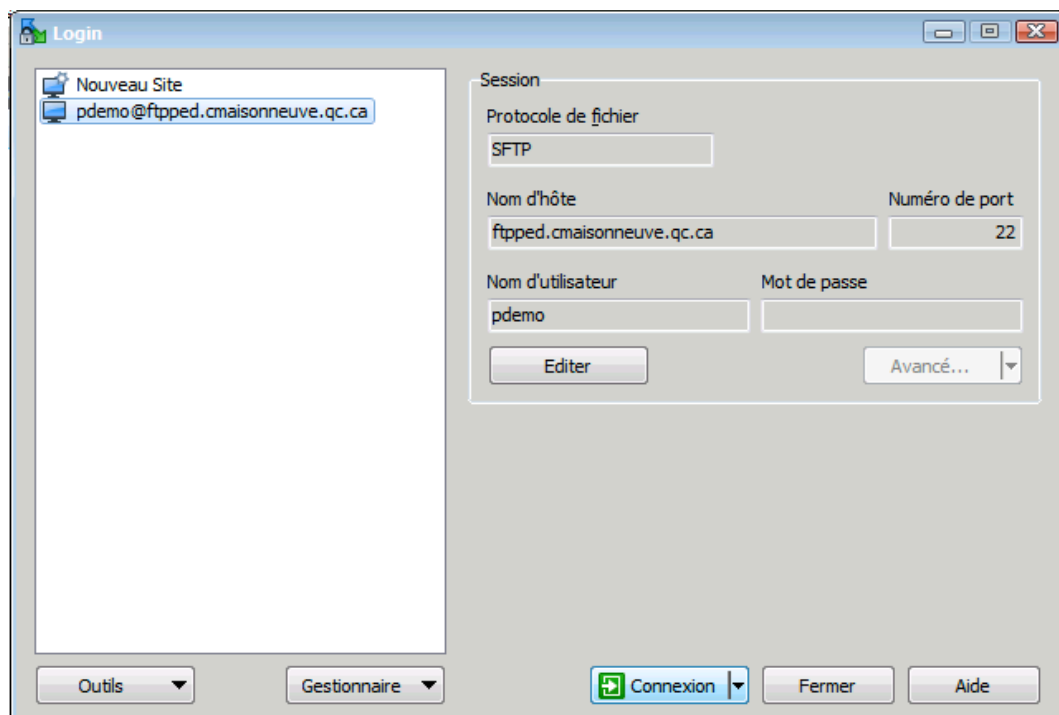 Login
Nouveau Site
pdemo@ftpped.cmaisonneuve.qc.ca
Session
Protocole de fichier
SFTP
Nom d'hôte Numéro de port
ftpped.cmaisonneuve.qc.ca 22
Nom d'utilisateur Mot de passe
pdemo
Editer Avancé...
Outils Gestionnaire Connexion Fermer Aide